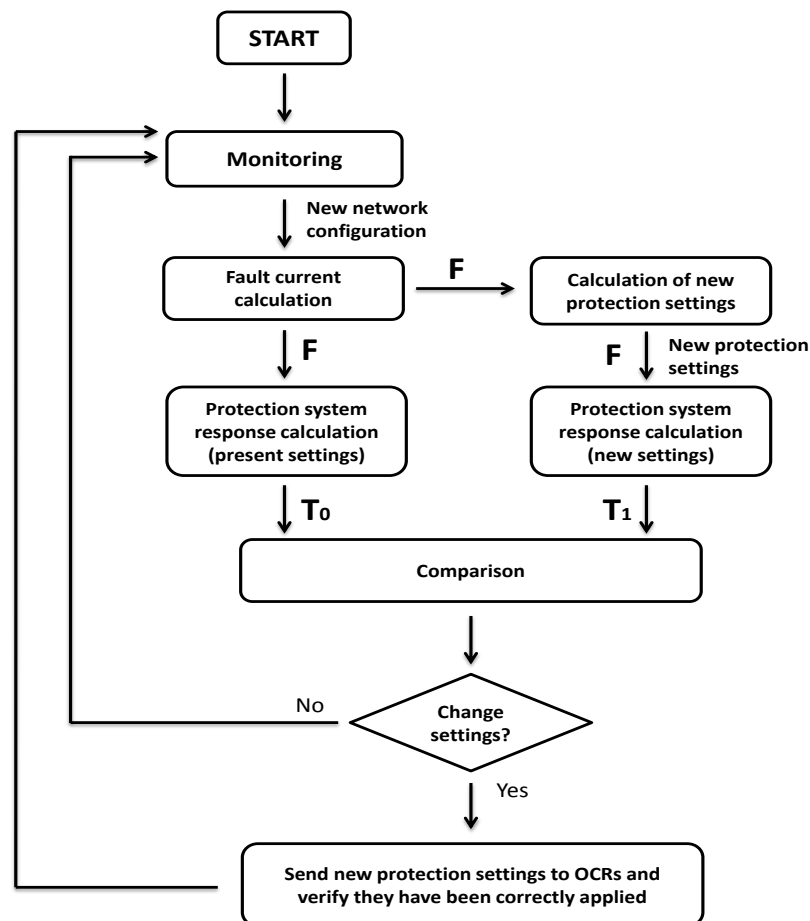 START
Monitoring
New network
configuration
Fault current
calculation
F
Calculation of new
protection settings
F
F
New protection
settings
Protection system
response calculation
(present settings)
Protection system
response calculation
(new settings)
T0
T1
Comparison
Change
settings?
No
Yes
Send new protection settings to OCRs and
verify they have been correctly applied